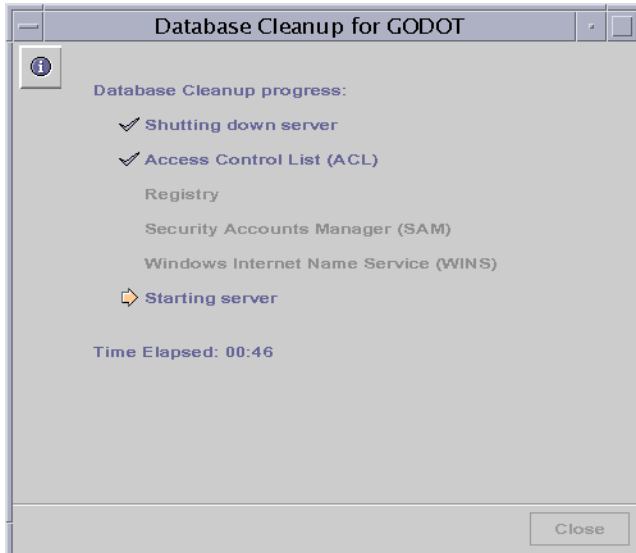 Database Cleanup for GODOT
Database Cleanup progress:
Shutting down server
Access Control List (ACL)
Registry
Security Accounts Manager (SAM)
Windows Internet Name Service (WINS)
Starting server
Time Elapsed: 00:46
Close